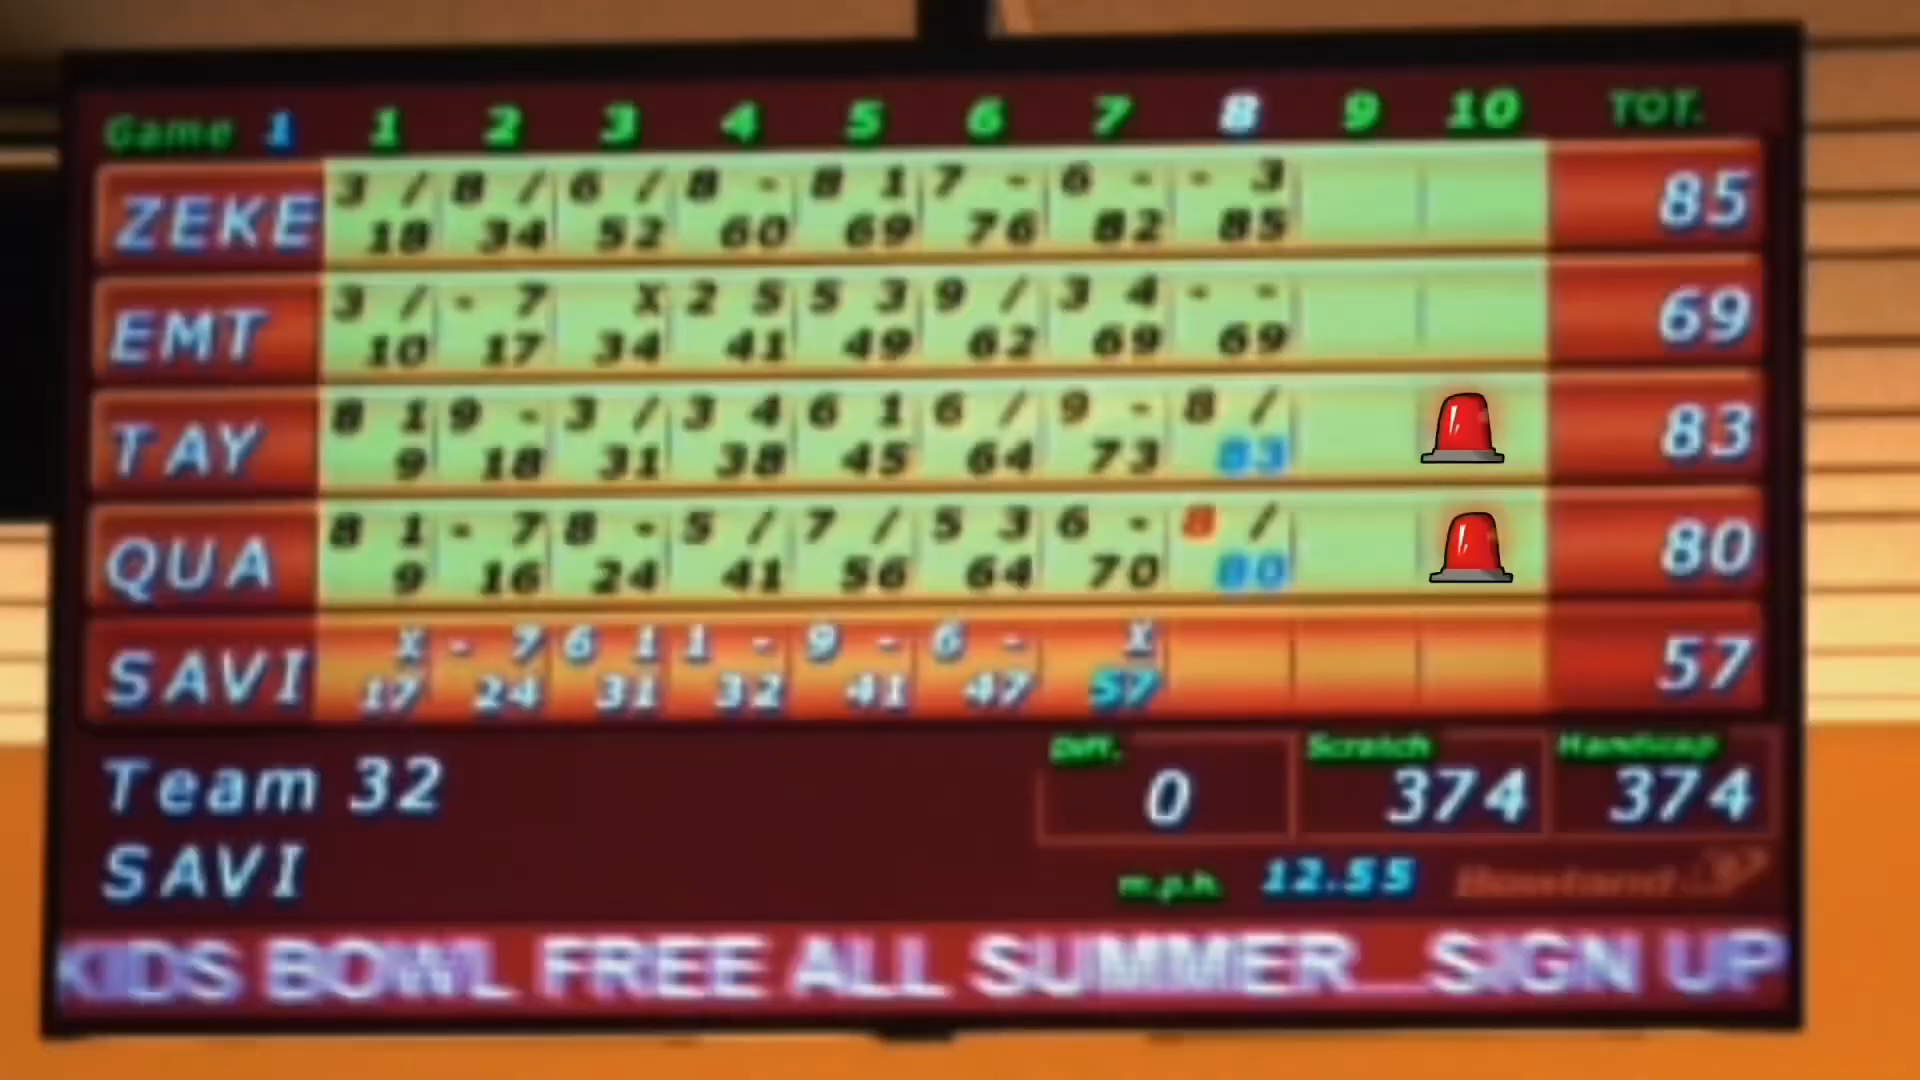 Game 1 1 2 3 4 5 6 7 8 9 10 TOT.
ZEKE 3 / 8 / 6 / 8 - 8 1 7 - 6 - - 3 85
18 34 52 60 69 76 82 85
EMT 3 / - 7 X 2 5 5 3 9 / 3 4 - - 69
10 17 34 41 49 62 69 69
TAY 8 1 9 - 3 / 3 4 6 1 6 / 9 - 8 / 83
9 18 31 38 45 64 73 83
QUA 8 1 - 7 8 - 5 / 7 / 5 3 6 - 8 / 80
9 16 24 41 56 64 70 80
SAVI X - 7 6 1 1 - 9 - 6 - X 57
17 24 31 32 41 47 57
Team 32
Diff. Scratch Handicap
0 374 374
SAVI
m.p.h. 12.55
KIDS BOWL FREE ALL SUMMER...SIGN UP